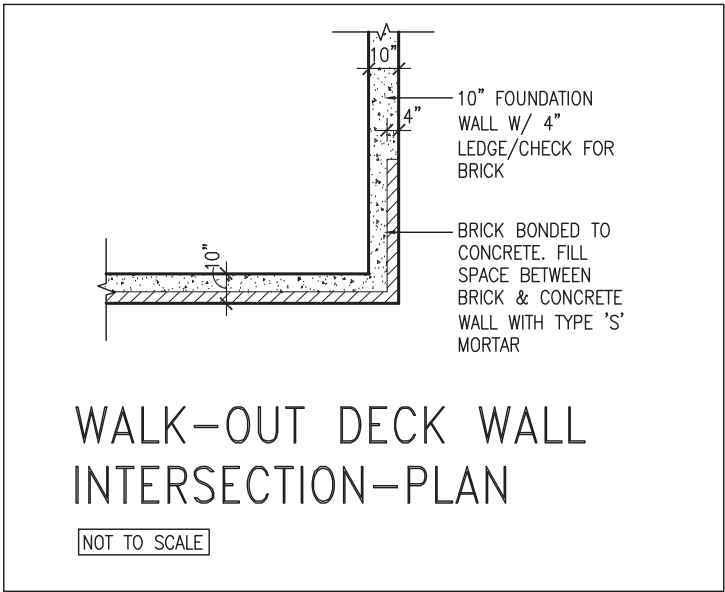 10"
4"
10" FOUNDATION
WALL W/ 4"
LEDGE/CHECK FOR
BRICK
10"
BRICK BONDED TO
CONCRETE. FILL
SPACE BETWEEN
BRICK & CONCRETE
WALL WITH TYPE 'S'
MORTAR
WALK-OUT DECK WALL
INTERSECTION-PLAN
NOT TO SCALE